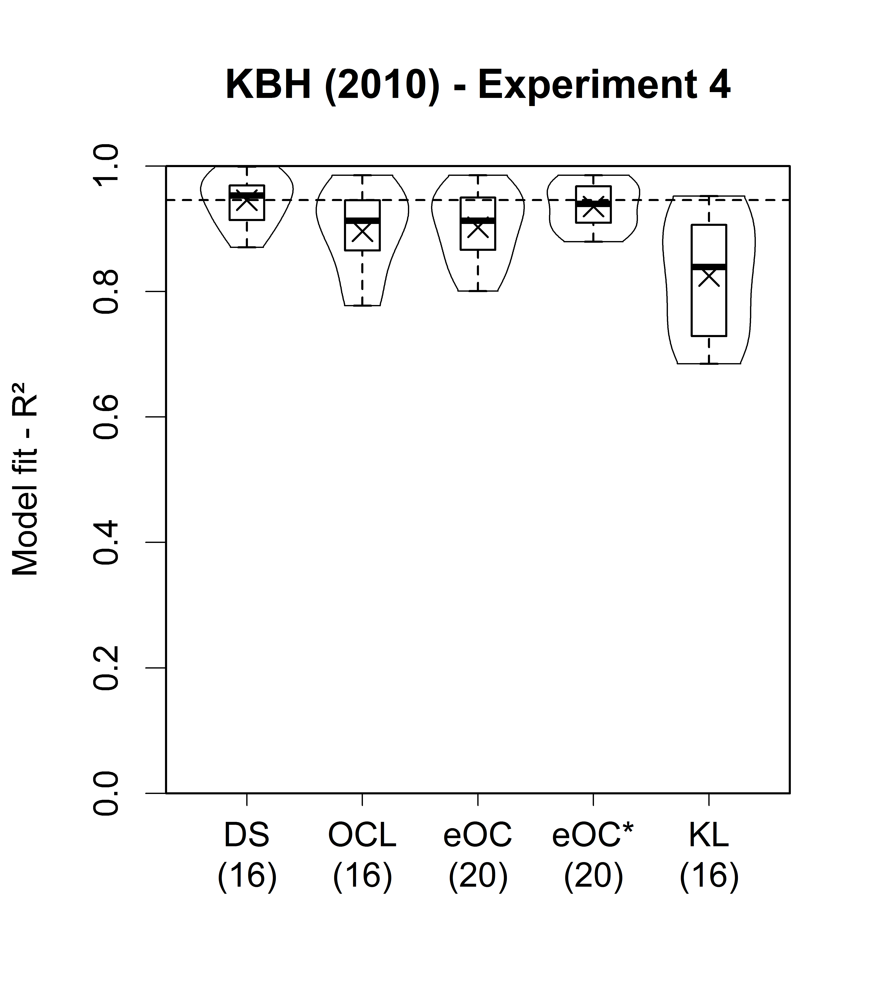 KBH (2010) - Experiment 4
Model fit - R²
1.0
0.8
0.6
0.4
0.2
0.0
DS OCL eOC eOC* KL
(16) (16) (20) (20) (16)